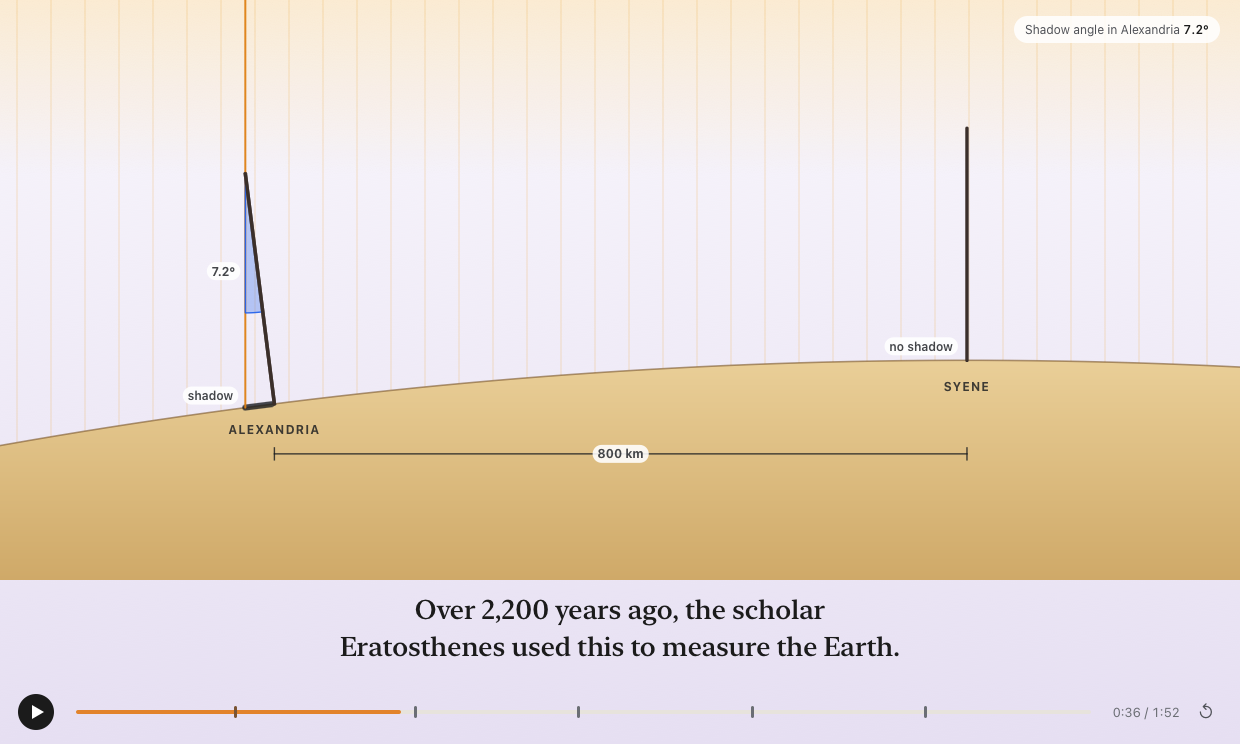 Shadow angle in Alexandria 7.2°
7.2°
no shadow
SYENE
shadow
ALEXANDRIA
800 km
Over 2,200 years ago, the scholar
Eratosthenes used this to measure the Earth.
0:36 / 1:52